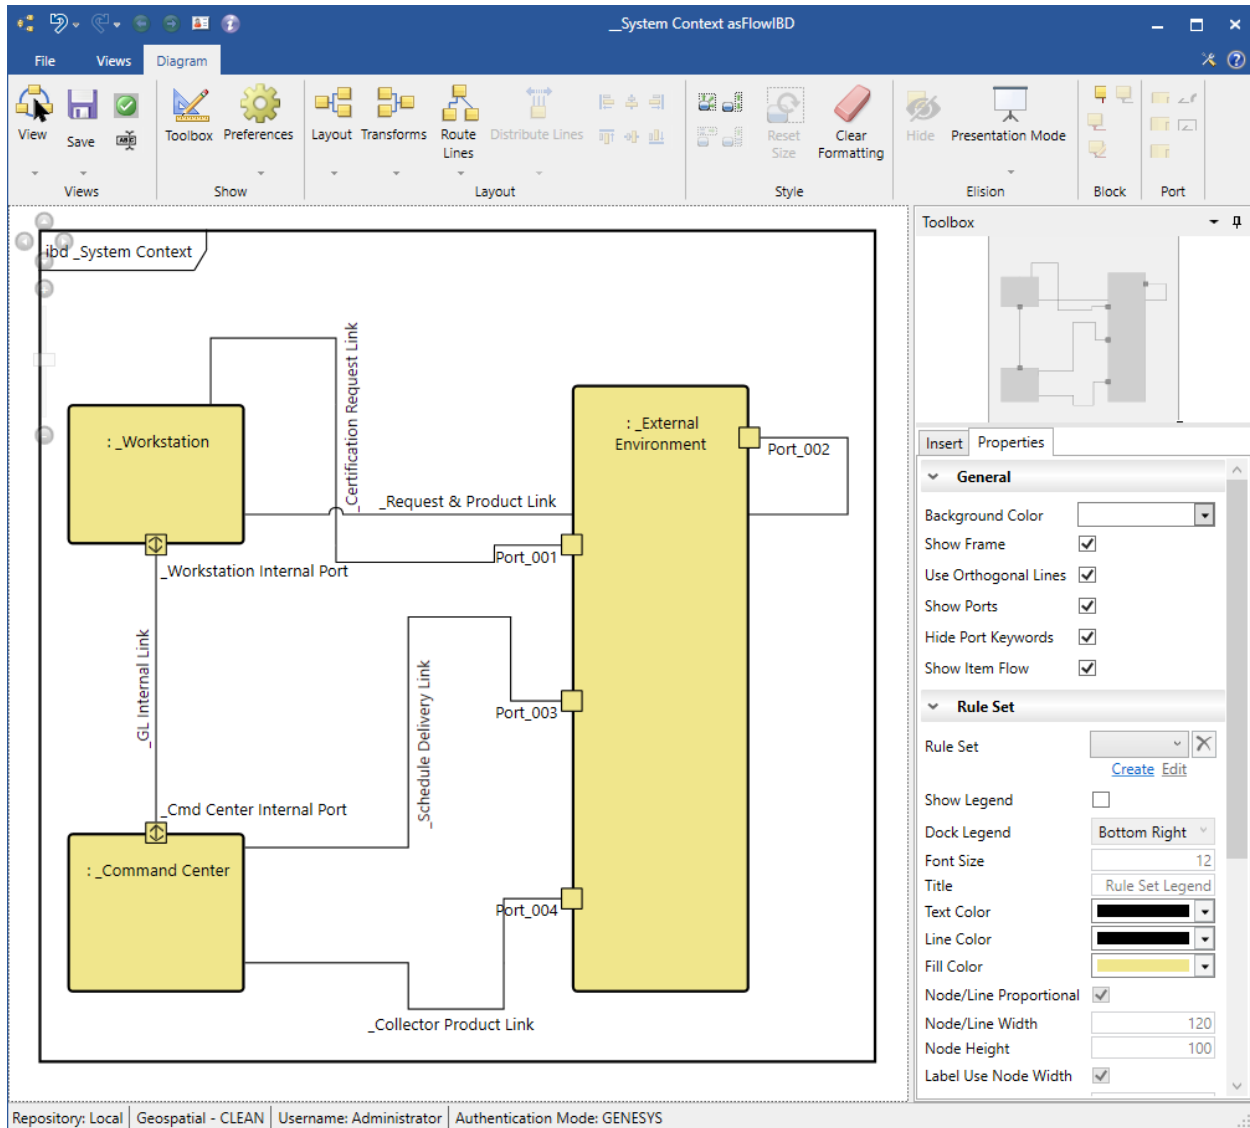 __System Context asFlowIBD
File
Views
Diagram
View
Save
Toolbox
Preferences
Layout
Transforms
Route
Lines
Distribute Lines
Reset
Size
Clear
Formatting
Hide
Presentation Mode
Views
Show
Layout
Style
Elision
Block
Port
ibd _System Context
_Certification Request Link
: _Workstation
: _External
Environment
Port_002
_Request & Product Link
Port_001
_Workstation Internal Port
_GL Internal Link
_Schedule Delivery Link
Port_003
_Cmd Center Internal Port
: _Command Center
Port_004
_Collector Product Link
Toolbox
Insert
Properties
General
Background Color
Show Frame
Use Orthogonal Lines
Show Ports
Hide Port Keywords
Show Item Flow
Rule Set
Rule Set
Create Edit
Show Legend
Dock Legend Bottom Right
Font Size 12
Title Rule Set Legend
Text Color
Line Color
Fill Color
Node/Line Proportional
Node/Line Width 120
Node Height 100
Label Use Node Width
Repository: Local Geospatial - CLEAN Username: Administrator Authentication Mode: GENESYS